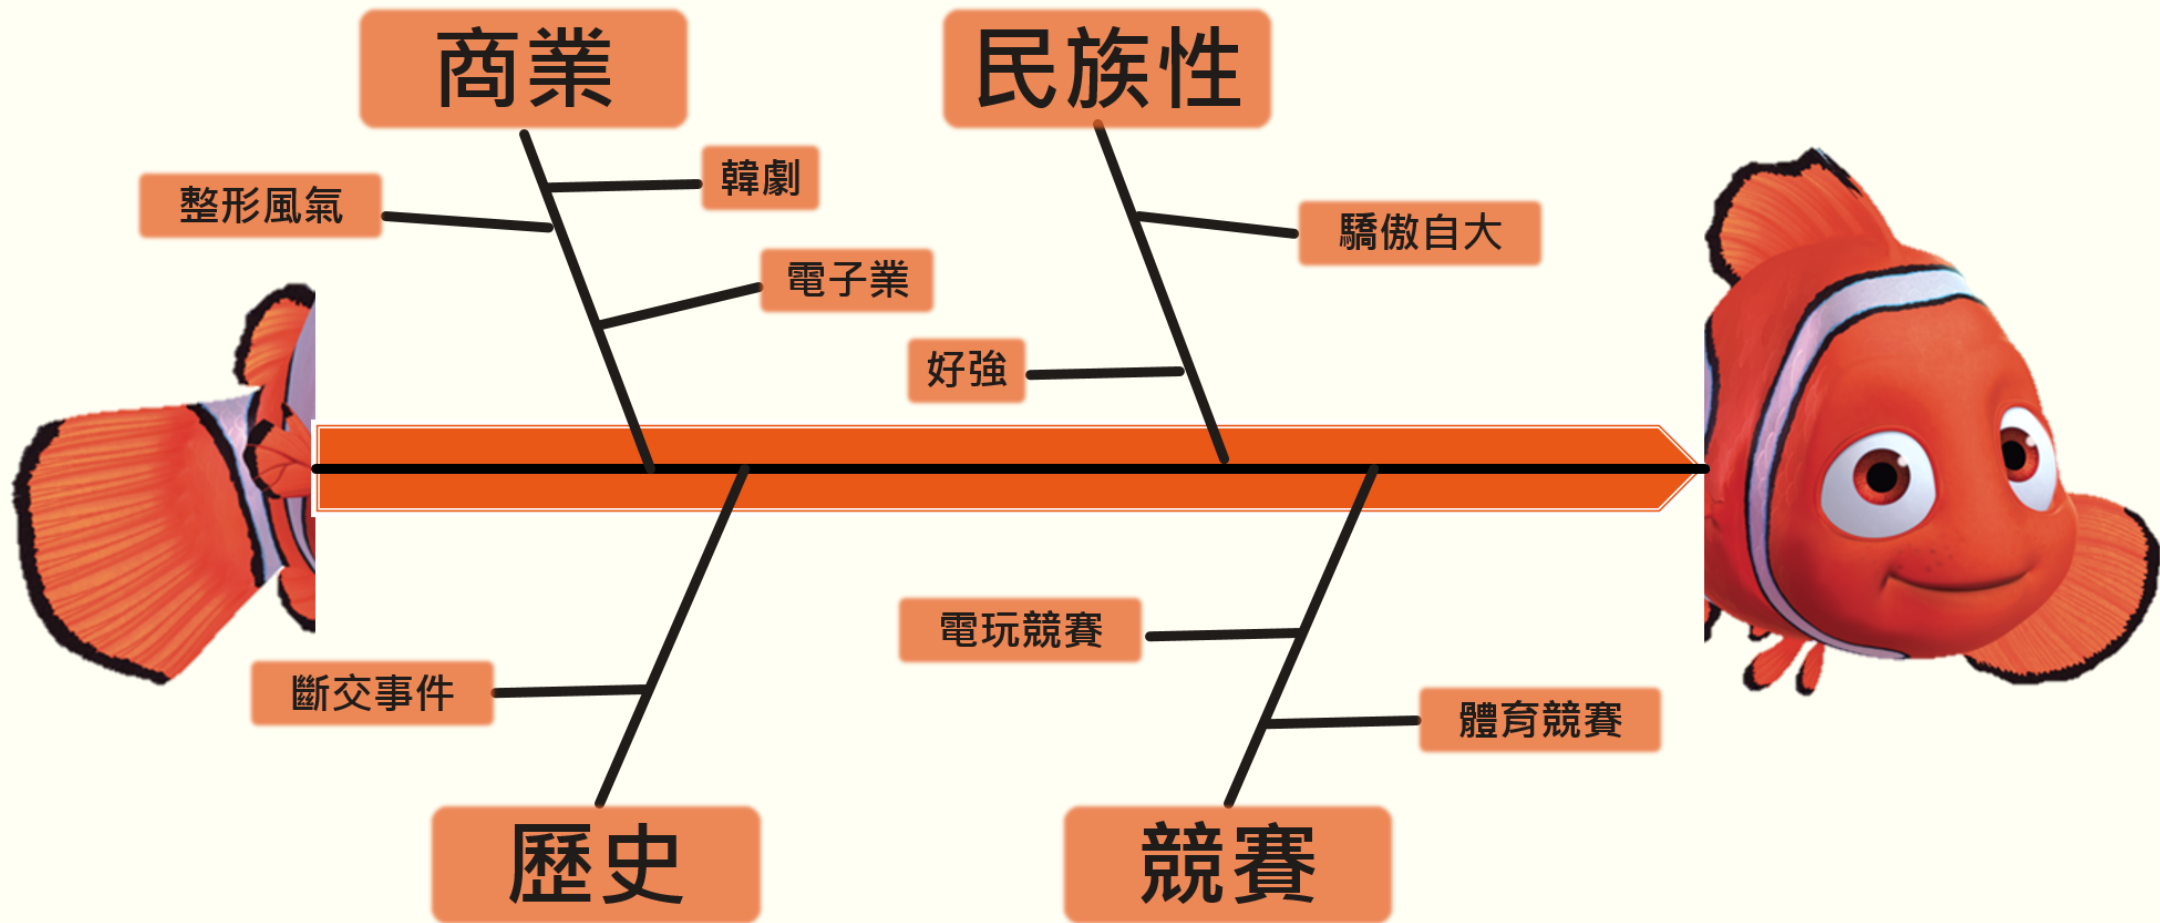 商業
民族性
韓劇
整形風氣
驕傲自大
電子業
好強
電玩競賽
斷交事件
體育競賽
歷史
競賽